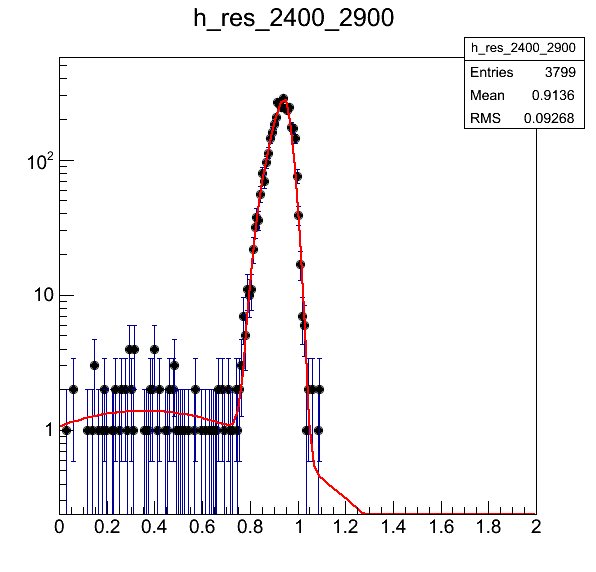 h_res_2400_2900
h_res_2400_2900
Entries 3799
Mean 0.9136
RMS 0.09268
10²
10
1
0 0.2 0.4 0.6 0.8 1 1.2 1.4 1.6 1.8 2